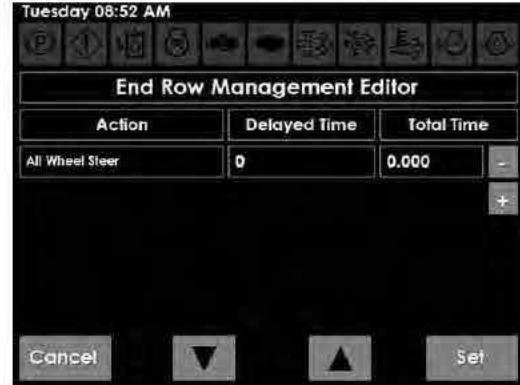 Tuesday 08:52 AM
End Row Management Editor
Action Delayed Time Total Time
All Wheel Steer 0 0.000 -
+
Cancel Set